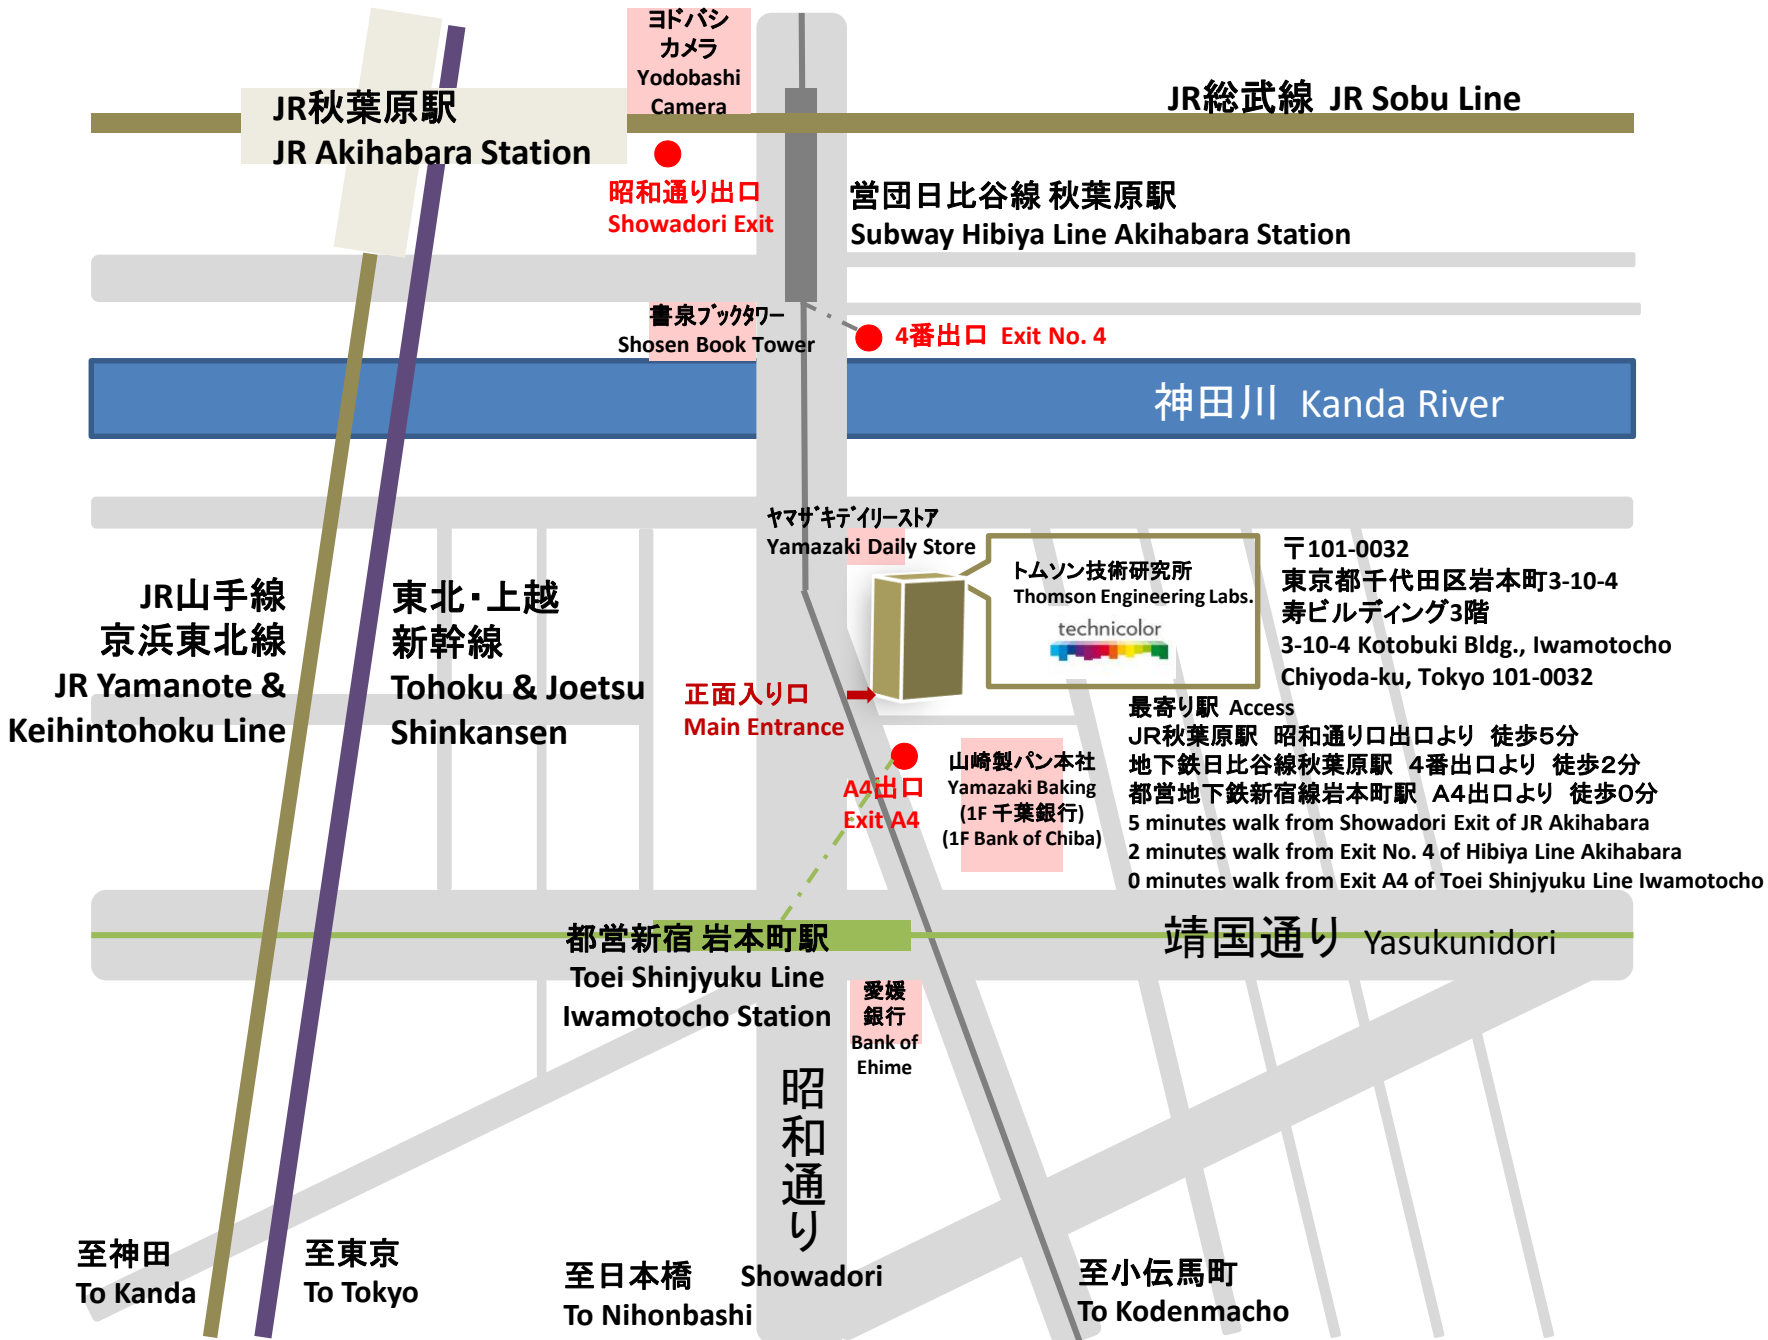 ヨドバシ
カメラ
Yodobashi
Camera
JR秋葉原駅
JR Akihabara Station
JR総武線 JR Sobu Line
昭和通り出口
Showadori Exit
営団日比谷線 秋葉原駅
Subway Hibiya Line Akihabara Station
書泉ブックタワー
Shosen Book Tower
4番出口 Exit No. 4
神田川 Kanda River
ヤマザキデイリーストア
Yamazaki Daily Store
トムソン技術研究所
Thomson Engineering Labs.
technicolor
〒101-0032
東京都千代田区岩本町3-10-4
寿ビルディング3階
3-10-4 Kotobuki Bldg., Iwamotocho
Chiyoda-ku, Tokyo 101-0032
JR山手線
京浜東北線
JR Yamanote &
Keihintohoku Line
東北・上越
新幹線
Tohoku & Joetsu
Shinkansen
正面入り口
Main Entrance
最寄り駅 Access
JR秋葉原駅 昭和通り口出口より 徒歩5分
地下鉄日比谷線秋葉原駅 4番出口より 徒歩2分
都営地下鉄新宿線岩本町駅 A4出口より 徒歩0分
5 minutes walk from Showadori Exit of JR Akihabara
2 minutes walk from Exit No. 4 of Hibiya Line Akihabara
0 minutes walk from Exit A4 of Toei Shinjyuku Line Iwamotocho
A4出口
Exit A4
山崎製パン本社
Yamazaki Baking
(1F 千葉銀行)
(1F Bank of Chiba)
都営新宿 岩本町駅
Toei Shinjyuku Line
Iwamotocho Station
靖国通り Yasukunidori
愛媛
銀行
Bank of
Ehime
昭和通り
Showadori
至神田
To Kanda
至東京
To Tokyo
至日本橋
To Nihonbashi
至小伝馬町
To Kodenmacho